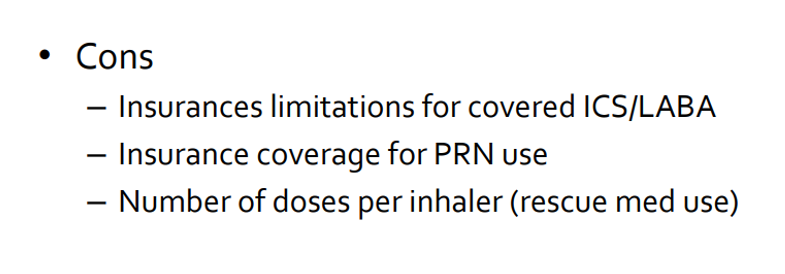 • Cons
– Insurances limitations for covered ICS/LABA
– Insurance coverage for PRN use
– Number of doses per inhaler (rescue med use)